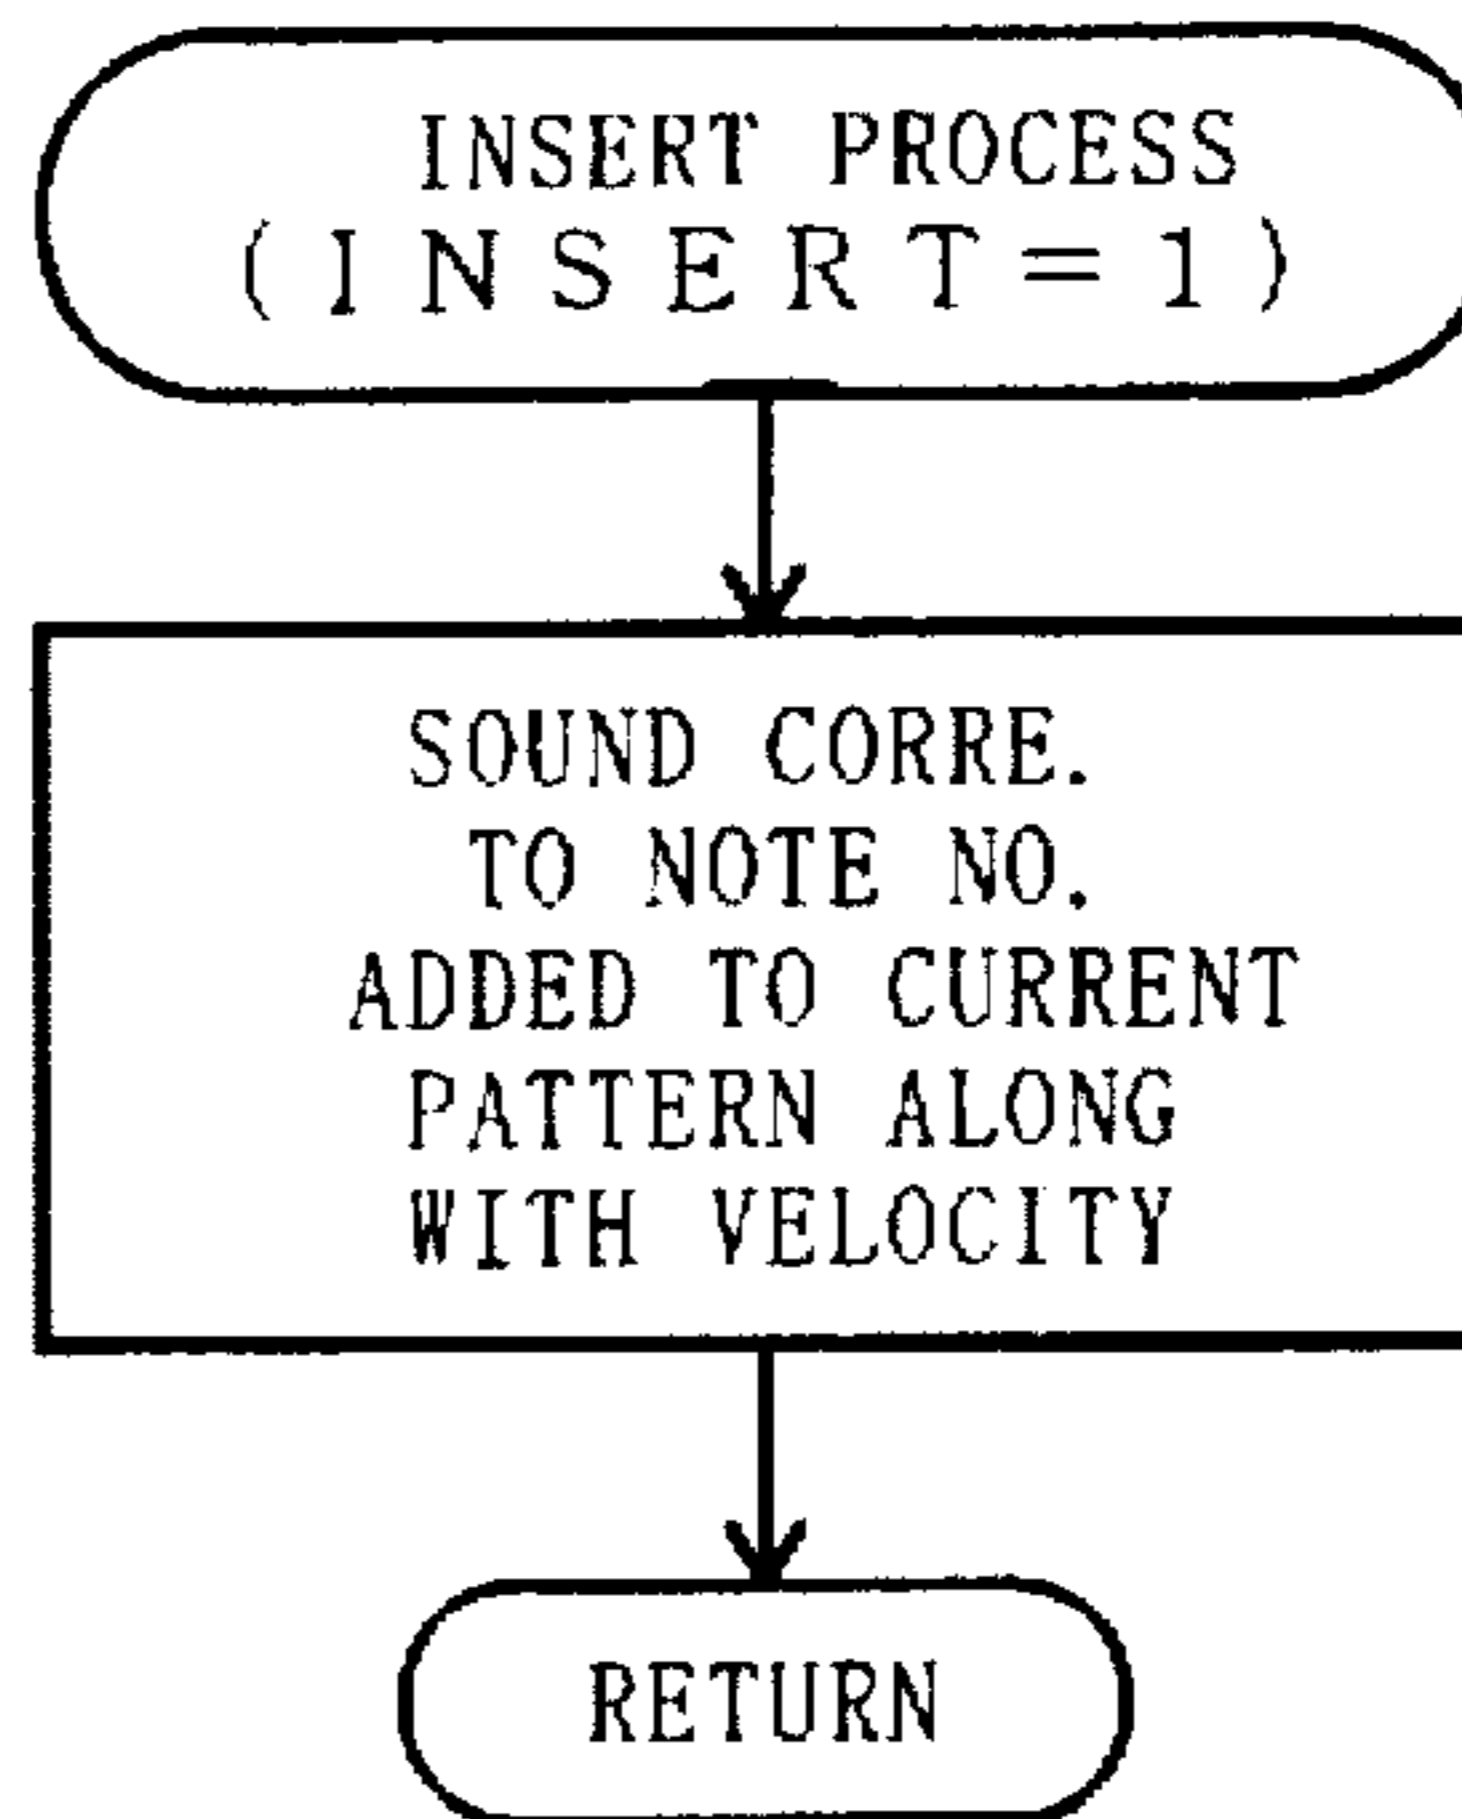 INSERT PROCESS
(INSERT=1)
SOUND CORRE.
TO NOTE NO.
ADDED TO CURRENT
PATTERN ALONG
WITH VELOCITY
RETURN